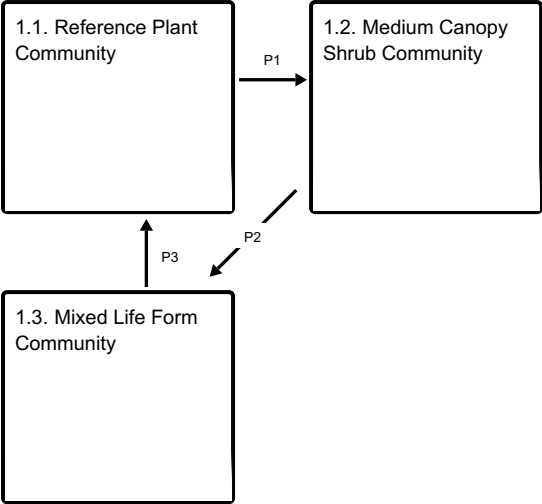 1.1. Reference Plant
Community
P1
1.2. Medium Canopy
Shrub Community
P2
P3
1.3. Mixed Life Form
Community